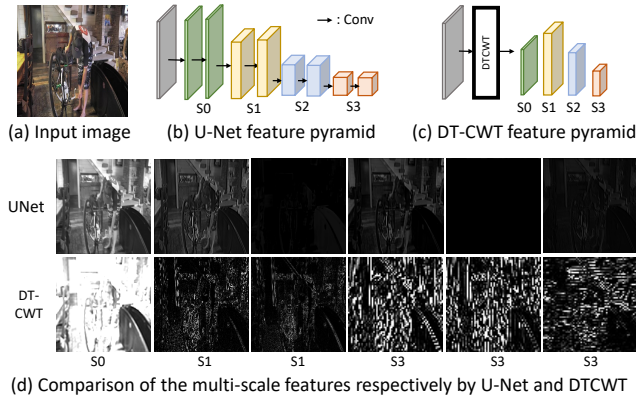 : Conv
DTCWT
S0 S1 S2 S3
S0 S1 S2 S3
(a) Input image
(b) U-Net feature pyramid
(c) DT-CWT feature pyramid
UNet
DT-
CWT
S0 S1 S1 S3 S3 S3
(d) Comparison of the multi-scale features respectively by U-Net and DTCWT